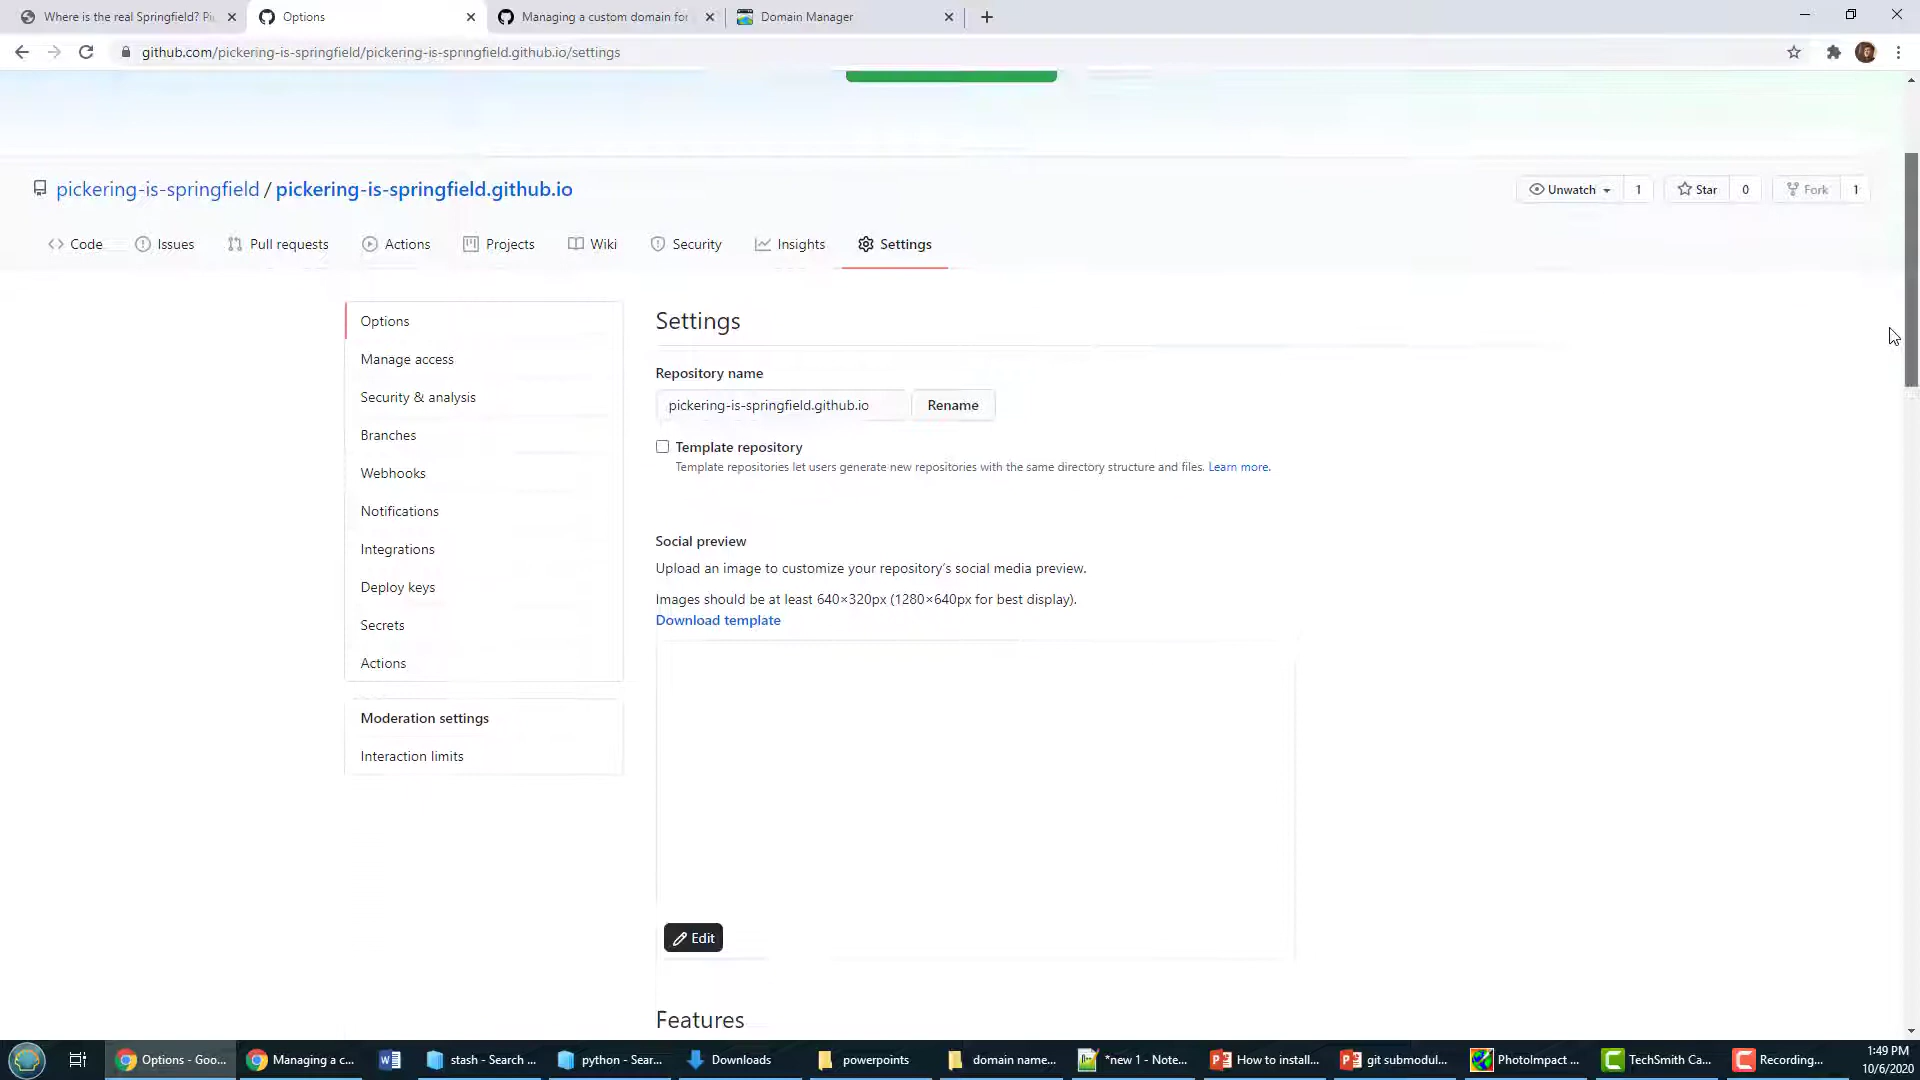 Where is the real Springfield? Pi
Options
Managing a custom domain for
Domain Manager
github.com/pickering-is-springfield/pickering-is-springfield.github.io/settings
pickering-is-springfield / pickering-is-springfield.github.io
Unwatch 1
Star 0
Fork 1
Code
Issues
Pull requests
Actions
Projects
Wiki
Security
Insights
Settings
Options
Manage access
Security & analysis
Branches
Webhooks
Notifications
Integrations
Deploy keys
Secrets
Actions
Moderation settings
Interaction limits
Settings
Repository name
pickering-is-springfield.github.io
Rename
Template repository
Template repositories let users generate new repositories with the same directory structure and files. Learn more.
Social preview
Upload an image to customize your repository's social media preview.
Images should be at least 640×320px (1280×640px for best display).
Download template
Edit
Features
Options - Goo...
Managing a c...
stash - Search ...
python - Sear...
Downloads
powerpoints
domain name...
*new 1 - Note...
How to install...
git submodul...
PhotoImpact ...
TechSmith Ca...
Recording...
1:49 PM
10/6/2020